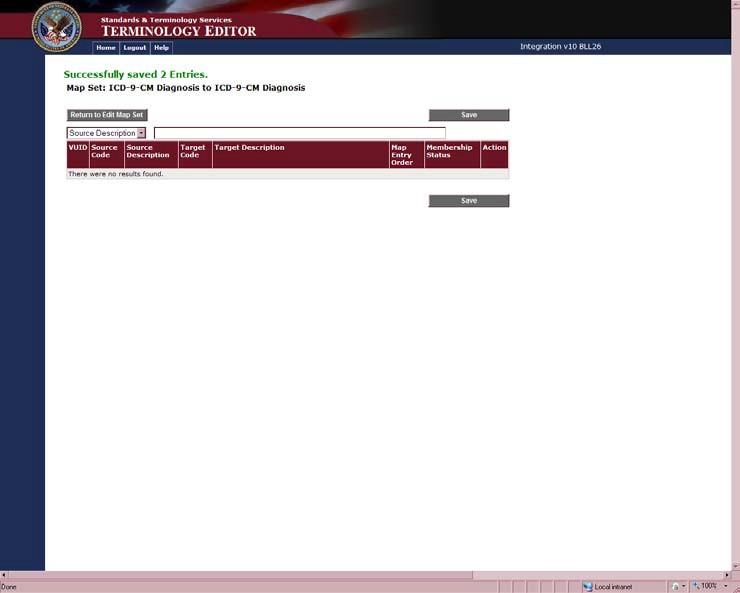 Standards & Terminology Services
TERMINOLOGY EDITOR
Home Logout Help
Integration v10 BLL26
Successfully saved 2 Entries.
Map Set: ICD-9-CM Diagnosis to ICD-9-CM Diagnosis
Return to Edit Map Set Save
Source Description
VUID Source Code Source Description Target Code Target Description Map Entry Order Membership Status Action
There were no results found.
Save
Done Local intranet 100%